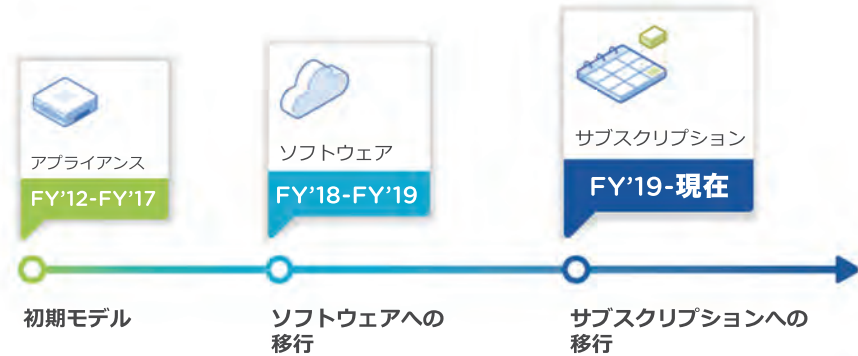 アプライアンス
FY'12-FY'17
初期モデル
ソフトウェア
FY'18-FY'19
ソフトウェアへの
移行
サブスクリプション
FY'19-現在
サブスクリプションへの
移行